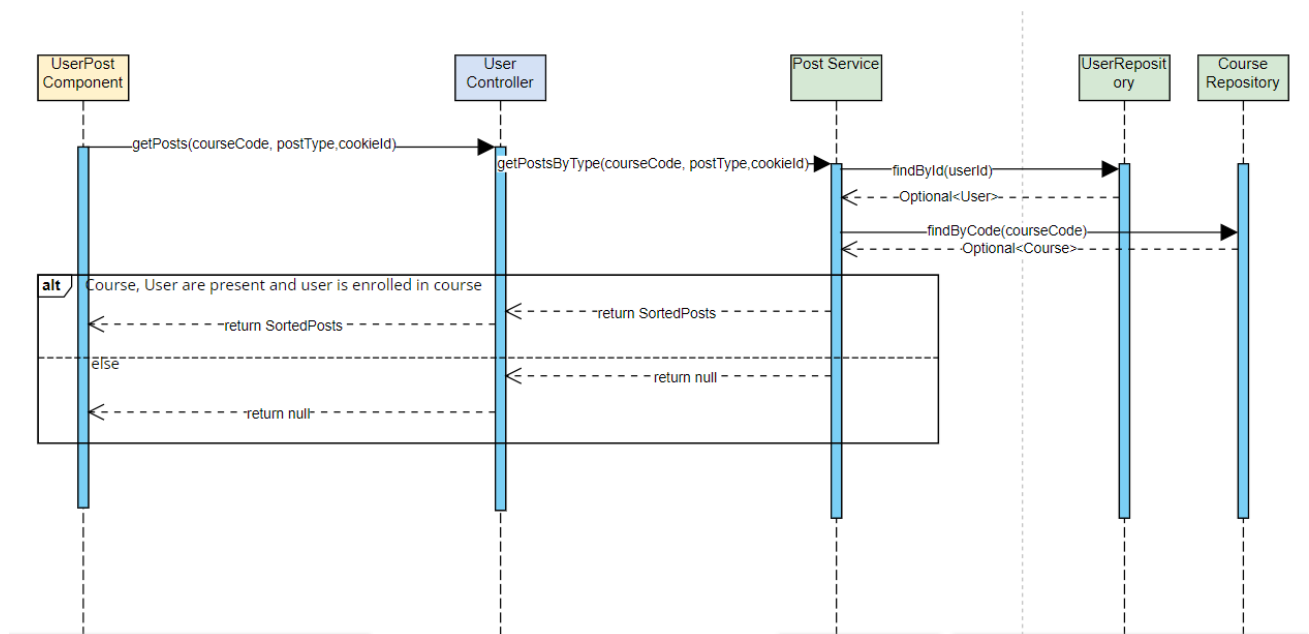 UserPost
Component
User
Controller
Post Service
UserReposit
ory
Course
Repository
getPosts(courseCode, postType,cookieId)
getPostsByType(courseCode, postType,cookieId)
findById(userId)
Optional<User>
findByCode(courseCode)
Optional<Course>
alt
Course, User are present and user is enrolled in course
return SortedPosts
return SortedPosts
else
return null
return null